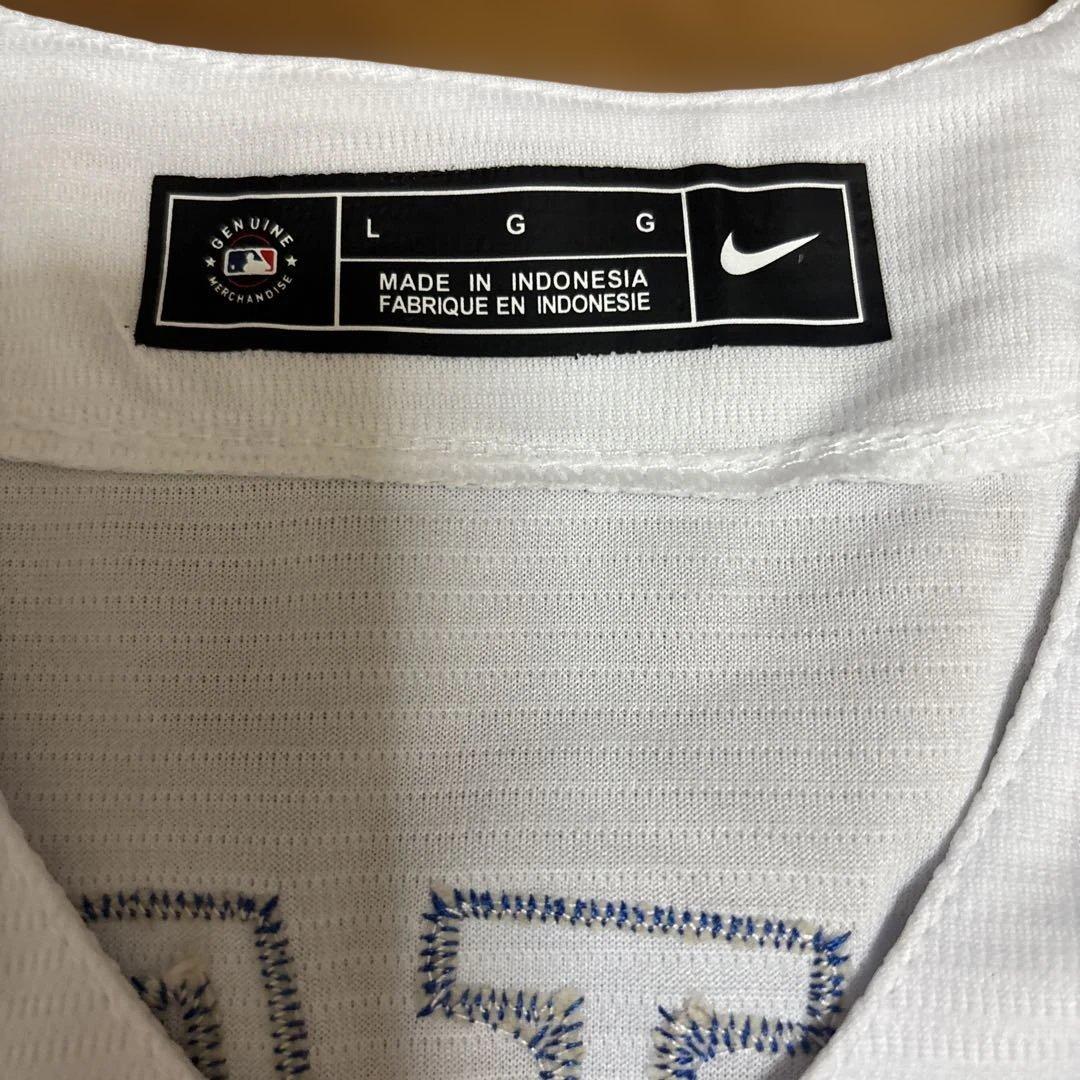 GENUINE
MERCHANDISE
L G G
MADE IN INDONESIA
FABRIQUE EN INDONESIE